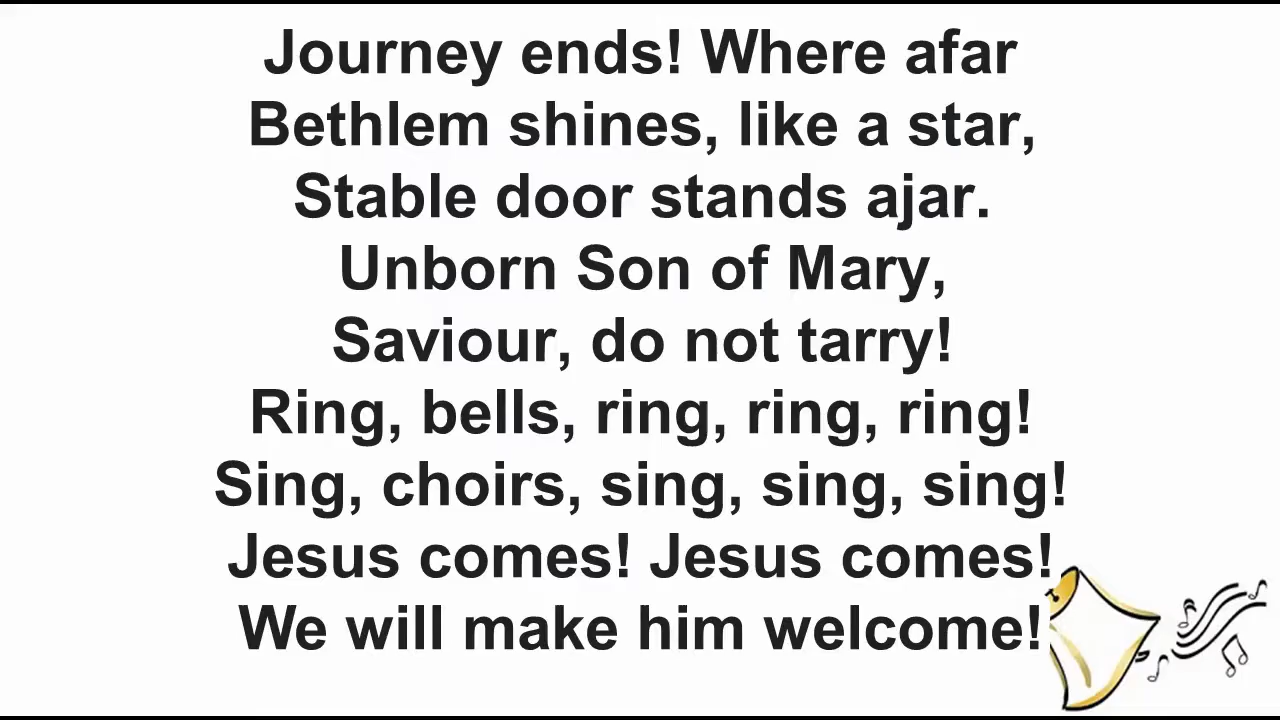 Journey ends! Where afar
Bethlem shines, like a star,
Stable door stands ajar.
Unborn Son of Mary,
Saviour, do not tarry!
Ring, bells, ring, ring, ring!
Sing, choirs, sing, sing, sing!
Jesus comes! Jesus comes!
We will make him welcome!